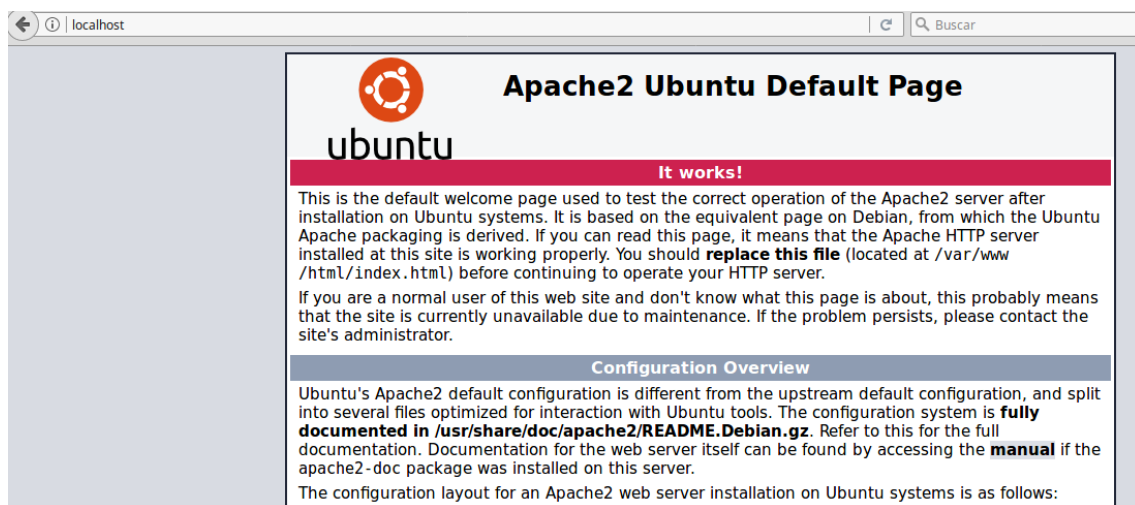 localhost
Buscar
Apache2 Ubuntu Default Page
ubuntu
It works!
This is the default welcome page used to test the correct operation of the Apache2 server after
installation on Ubuntu systems. It is based on the equivalent page on Debian, from which the Ubuntu
Apache packaging is derived. If you can read this page, it means that the Apache HTTP server
installed at this site is working properly. You should replace this file (located at /var/www
/html/index.html) before continuing to operate your HTTP server.
If you are a normal user of this web site and don't know what this page is about, this probably means
that the site is currently unavailable due to maintenance. If the problem persists, please contact the
site's administrator.
Configuration Overview
Ubuntu's Apache2 default configuration is different from the upstream default configuration, and split
into several files optimized for interaction with Ubuntu tools. The configuration system is fully
documented in /usr/share/doc/apache2/README.Debian.gz. Refer to this for the full
documentation. Documentation for the web server itself can be found by accessing the manual if the
apache2-doc package was installed on this server.
The configuration layout for an Apache2 web server installation on Ubuntu systems is as follows: